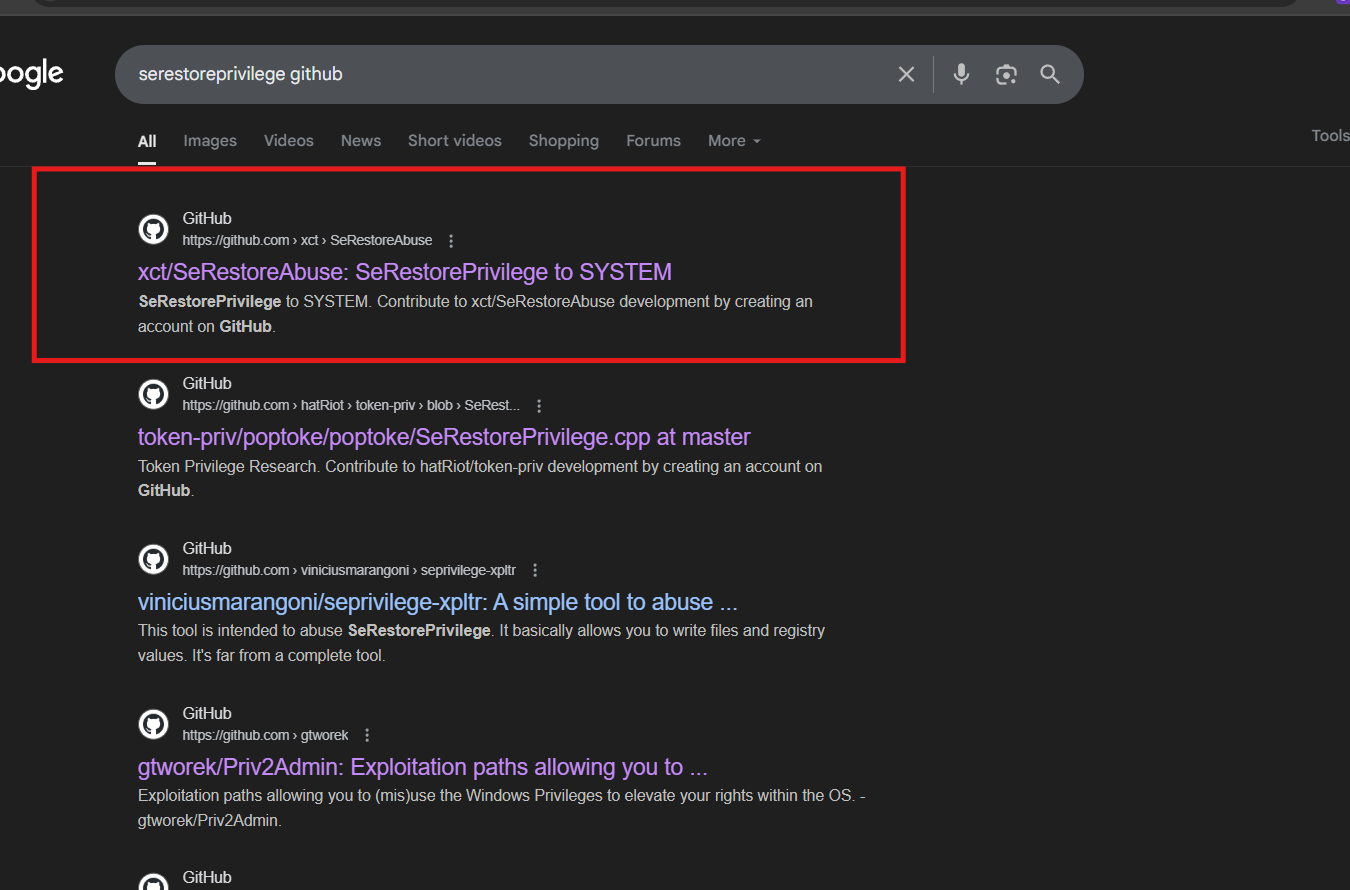 oogle
serestoreprivilege github
All Images Videos News Short videos Shopping Forums More Tools
GitHub
https://github.com › xct › SeRestoreAbuse
xct/SeRestoreAbuse: SeRestorePrivilege to SYSTEM
SeRestorePrivilege to SYSTEM. Contribute to xct/SeRestoreAbuse development by creating an
account on GitHub.
GitHub
https://github.com › hatRiot › token-priv › blob › SeRest...
token-priv/poptoke/poptoke/SeRestorePrivilege.cpp at master
Token Privilege Research. Contribute to hatRiot/token-priv development by creating an account on
GitHub.
GitHub
https://github.com › viniciusmarangoni › seprivilege-xpltr
viniciusmarangoni/seprivilege-xpltr: A simple tool to abuse ...
This tool is intended to abuse SeRestorePrivilege. It basically allows you to write files and registry
values. It's far from a complete tool.
GitHub
https://github.com › gtworek
gtworek/Priv2Admin: Exploitation paths allowing you to ...
Exploitation paths allowing you to (mis)use the Windows Privileges to elevate your rights within the OS. -
gtworek/Priv2Admin.
GitHub